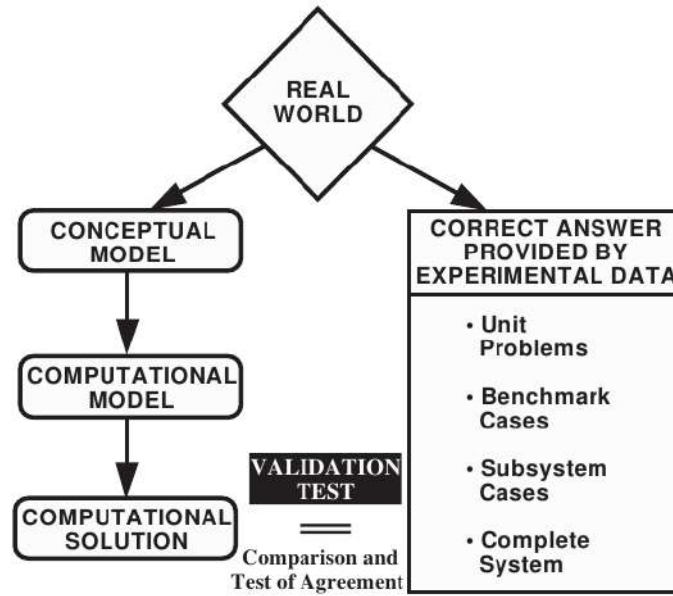 REAL
WORLD
CONCEPTUAL
MODEL
COMPUTATIONAL
MODEL
COMPUTATIONAL
SOLUTION
VALIDATION
TEST
Comparison and
Test of Agreement
CORRECT ANSWER
PROVIDED BY
EXPERIMENTAL DATA
• Unit
Problems
• Benchmark
Cases
• Subsystem
Cases
• Complete
System